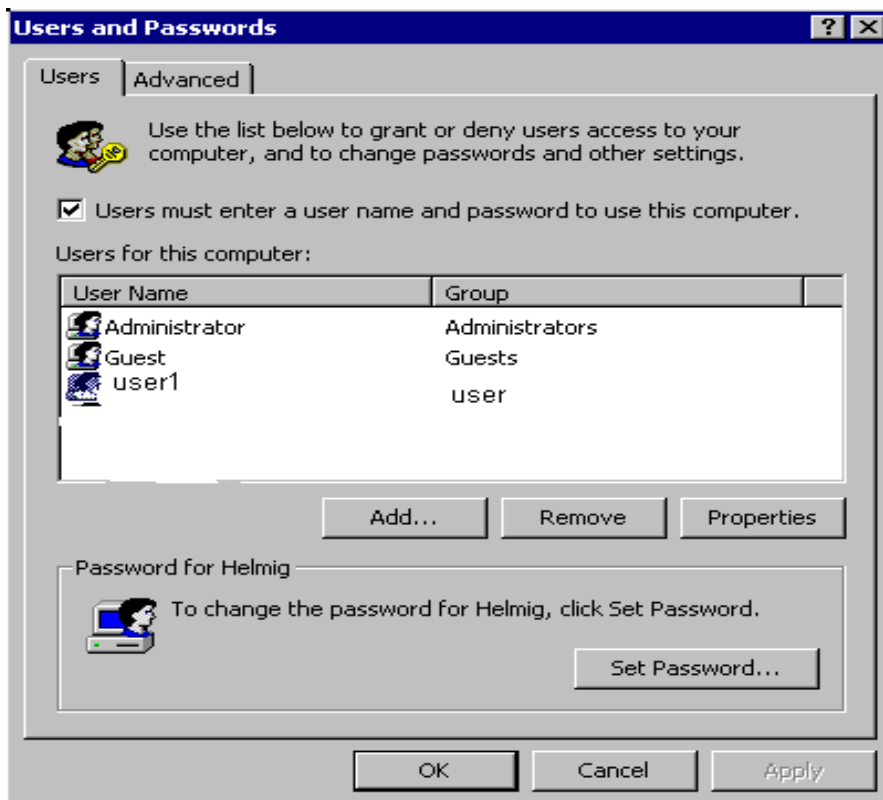 Users and Passwords
Users Advanced
Use the list below to grant or deny users access to your
computer, and to change passwords and other settings.
Users must enter a user name and password to use this computer.
Users for this computer:
User Name Group
Administrator Administrators
Guest Guests
user1 user
Add... Remove Properties
Password for Helmig
To change the password for Helmig, click Set Password.
Set Password...
OK Cancel Apply